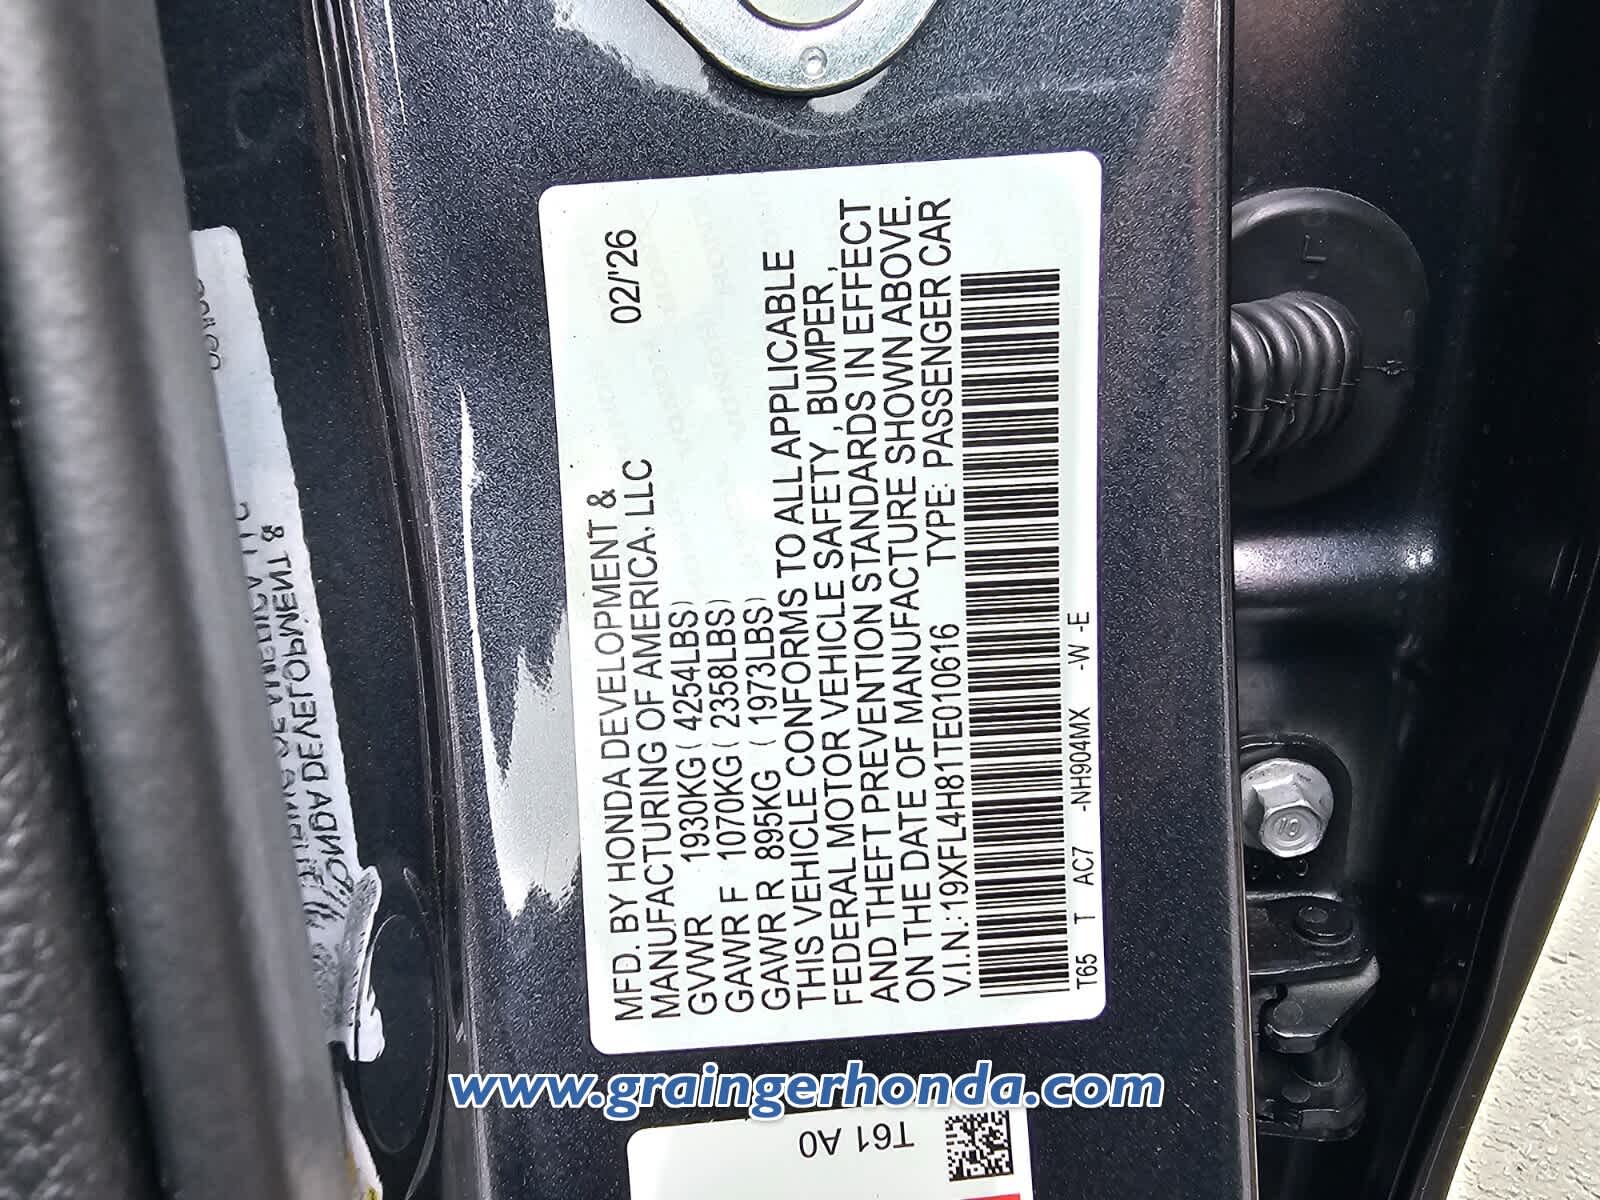 MFD. BY HONDA DEVELOPMENT &
MANUFACTURING OF AMERICA, LLC 02/'26
GVWR 1930KG ( 4254LBS)
GAWR F 1070KG ( 2358LBS)
GAWR R 895KG ( 1973LBS)
THIS VEHICLE CONFORMS TO ALL APPLICABLE
FEDERAL MOTOR VEHICLE SAFETY , BUMPER ,
AND THEFT PREVENTION STANDARDS IN EFFECT
ON THE DATE OF MANUFACTURE SHOWN ABOVE.
V.I.N.: 19XFL4H81TE010616 TYPE: PASSENGER CAR
T65 T AC7 -NH904MX -W -E
www.graingerhonda.com
T61 A0
10
L